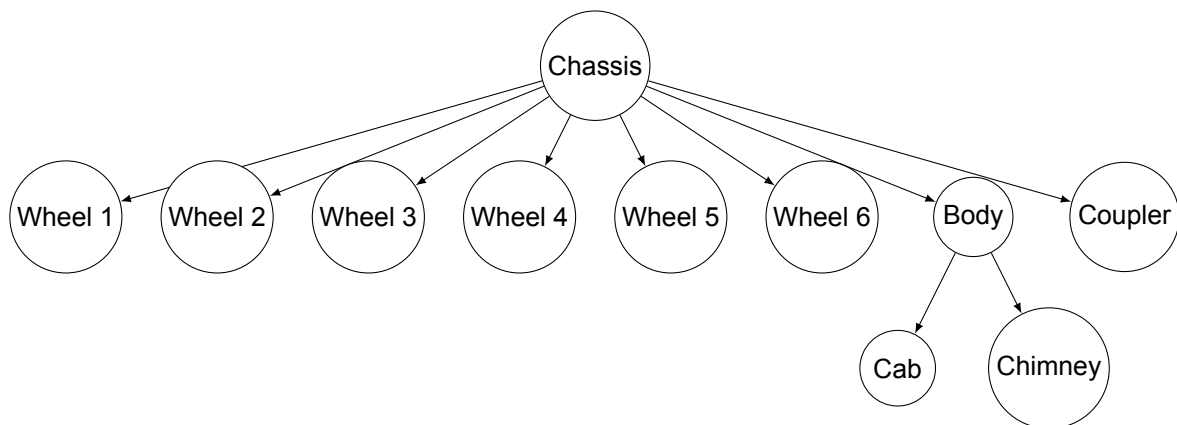 Chassis
Wheel 1
Wheel 2
Wheel 3
Wheel 4
Wheel 5
Wheel 6
Body
Coupler
Cab
Chimney